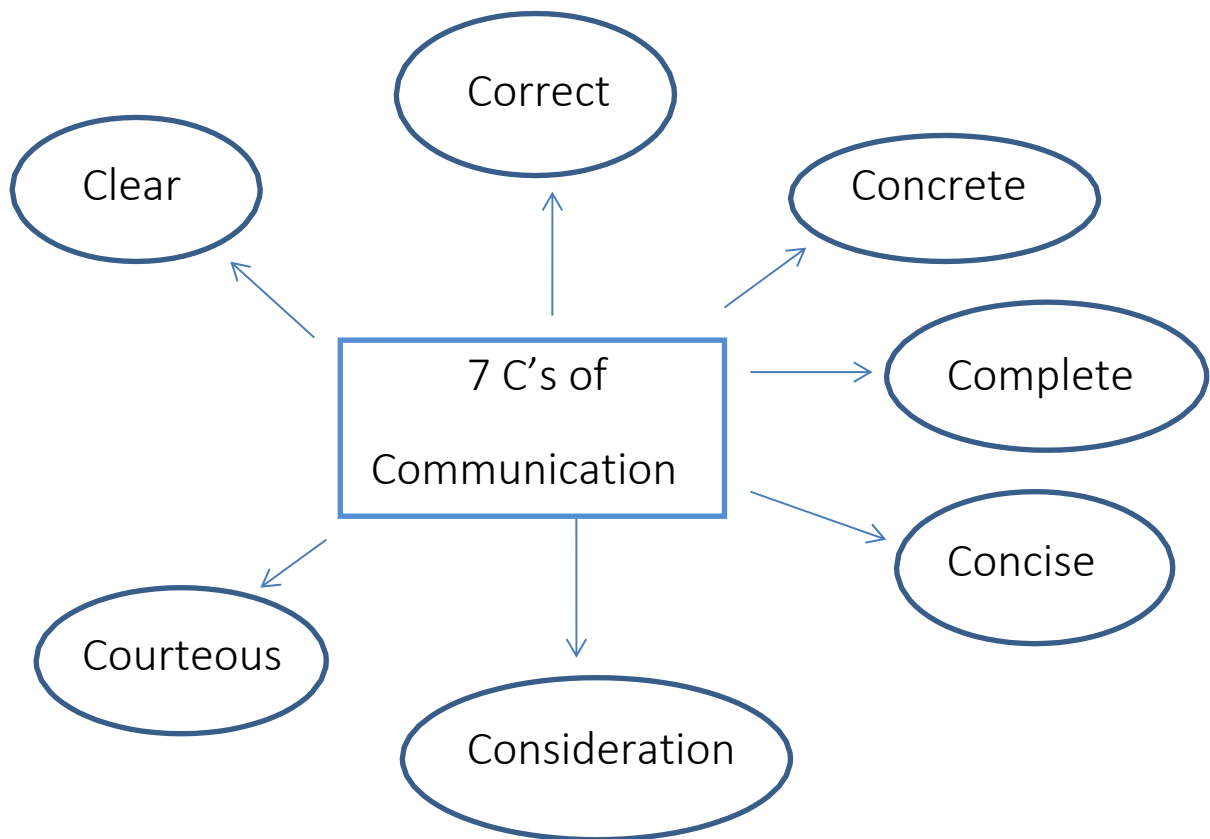 Correct
Clear
Concrete
7 C’s of
Communication
Complete
Concise
Courteous
Consideration